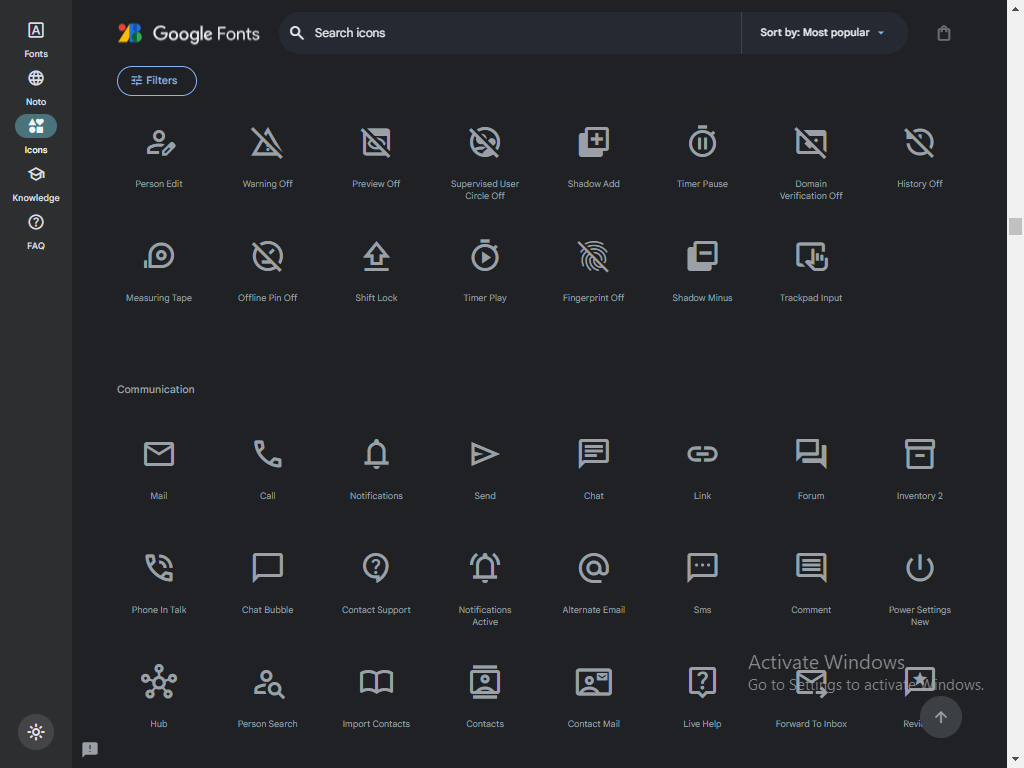 Google Fonts
Search icons
Sort by: Most popular
Fonts
Noto
Icons
Knowledge
FAQ
Filters
Person Edit
Warning Off
Preview Off
Supervised User
Circle Off
Shadow Add
Timer Pause
Domain
Verification Off
History Off
Measuring Tape
Offline Pin Off
Shift Lock
Timer Play
Fingerprint Off
Shadow Minus
Trackpad Input
Communication
Mail
Call
Notifications
Send
Chat
Link
Forum
Inventory 2
Phone In Talk
Chat Bubble
Contact Support
Notifications
Active
Alternate Email
Sms
Comment
Power Settings
New
Hub
Person Search
Import Contacts
Contacts
Contact Mail
Live Help
Forward To Inbox
Activate Windows
Go to Settings to activate Windows.